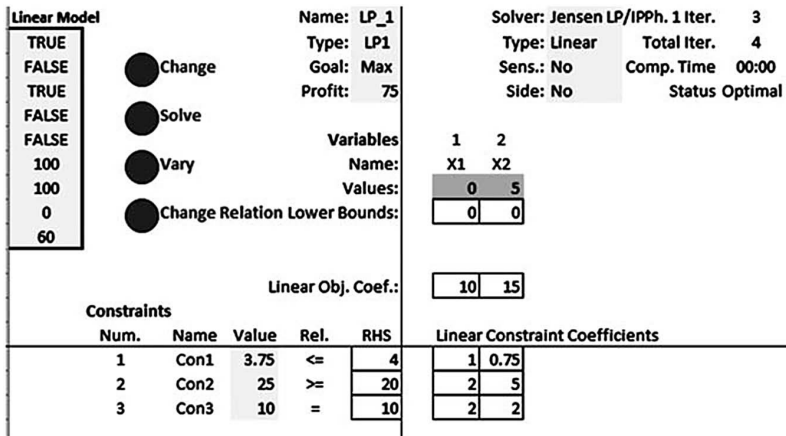 Linear Model Name: LP_1 Solver: Jensen LP/IPPh. 1 Iter. 3
TRUE Type: LP1 Type: Linear Total Iter. 4
FALSE Change Goal: Max Sens.: No Comp. Time 00:00
TRUE Profit: 75 Side: No Status Optimal
FALSE Solve
FALSE Variables 1 2
100 Vary Name: X1 X2
100 Values: 0 5
0 Change Relation Lower Bounds: 0 0
60
Linear Obj. Coef.: 10 15
Constraints
Num. Name Value Rel. RHS Linear Constraint Coefficients
1 Con1 3.75 <= 4 1 0.75
2 Con2 25 >= 20 2 5
3 Con3 10 = 10 2 2